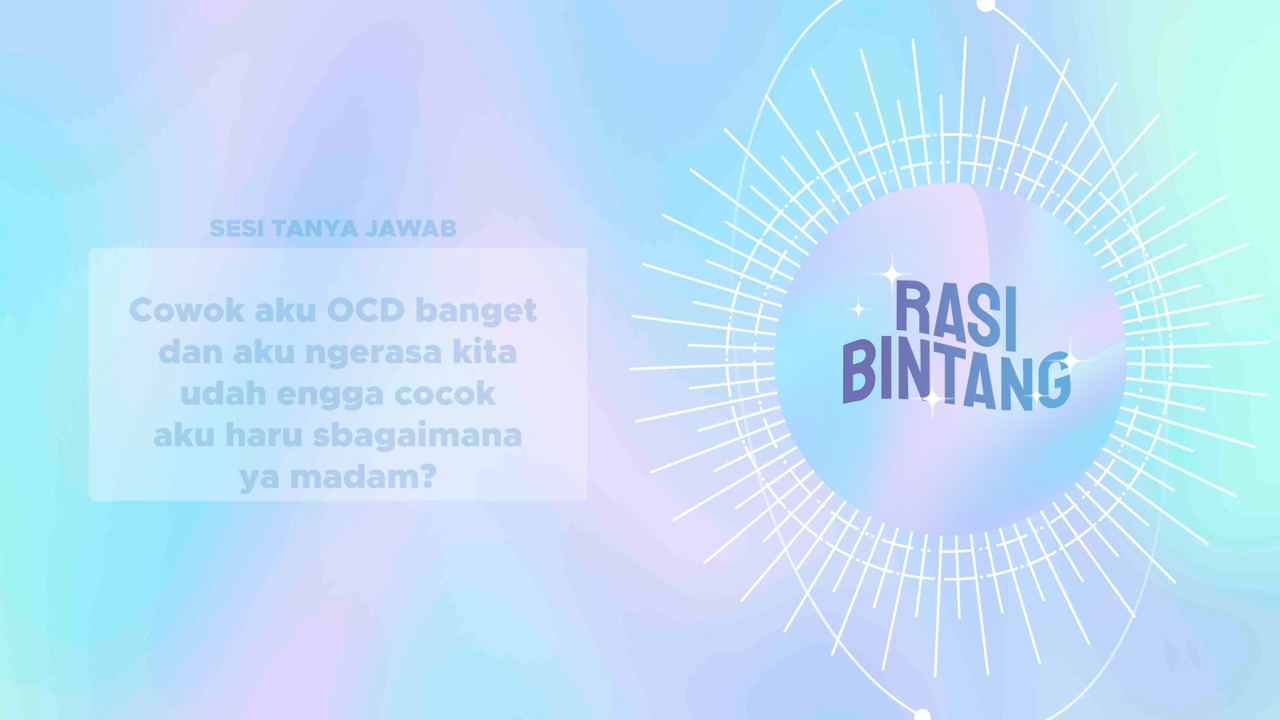 SESI TANYA JAWAB
Cowok aku OCD banget
dan aku ngerasa kita
udah engga cocok
aku haru sbagaimana
ya madam?
RASI
BINTANG